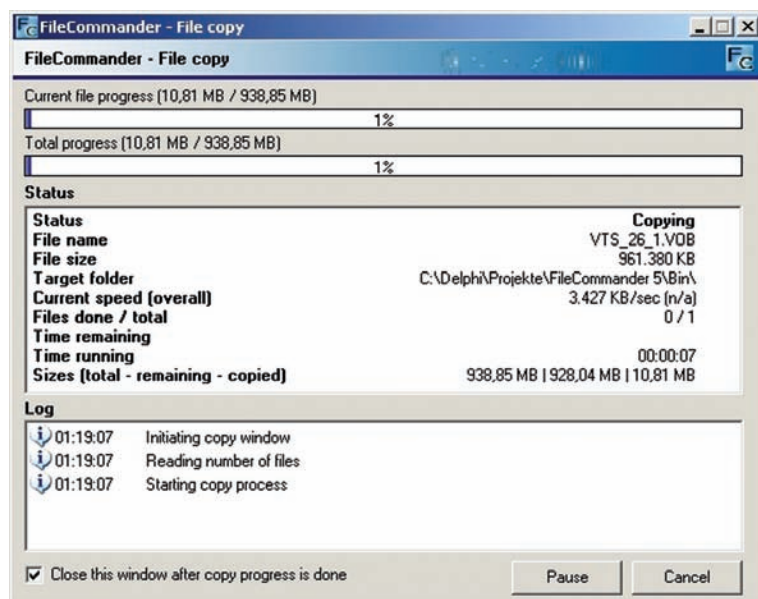 FileCommander - File copy
FileCommander - File copy
Fc
Current file progress (10,81 MB / 938,85 MB)
1%
Total progress (10,81 MB / 938,85 MB)
1%
Status
Status Copying
File name VTS_26_1.VOB
File size 961.380 KB
Target folder C:\Delphi\Projekte\FileCommander 5\Bin\
Current speed (overall) 3.427 KB/sec (n/a)
Files done / total 0 / 1
Time remaining
Time running 00:00:07
Sizes (total - remaining - copied) 938,85 MB | 928,04 MB | 10,81 MB
Log
01:19:07 Initiating copy window
01:19:07 Reading number of files
01:19:07 Starting copy process
Close this window after copy progress is done
Pause Cancel